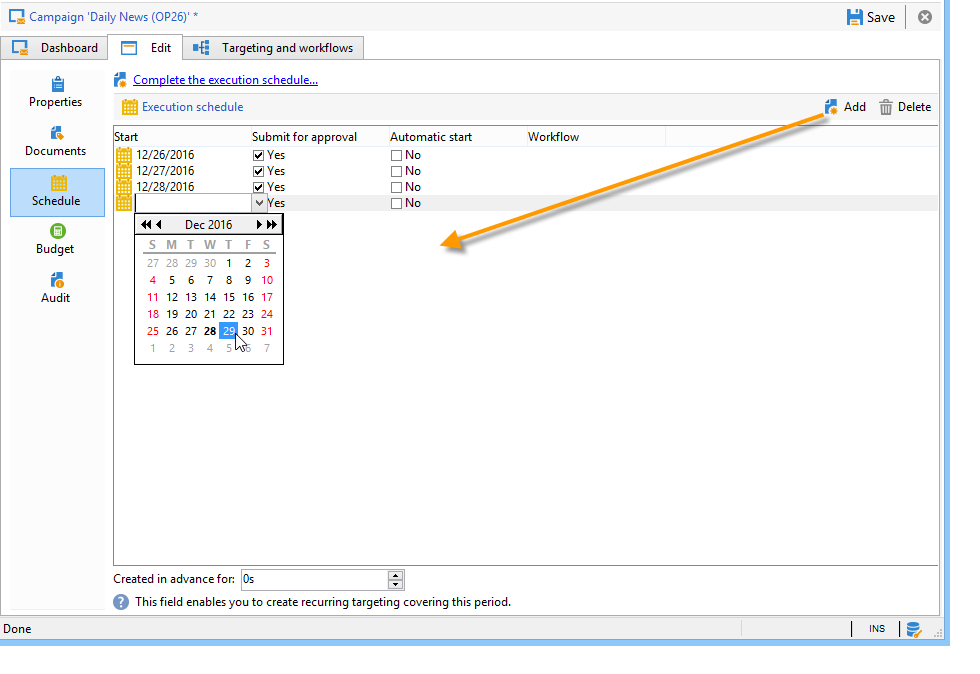 Campaign 'Daily News (OP26)' *
Save
Dashboard Edit Targeting and workflows
Properties
Documents
Schedule
Budget
Audit
Complete the execution schedule...
Execution schedule Add Delete
Start Submit for approval Automatic start Workflow
12/26/2016 Yes No
12/27/2016 Yes No
12/28/2016 Yes No
Yes No
Dec 2016
S M T W T F S
27 28 29 30 1 2 3
4 5 6 7 8 9 10
11 12 13 14 15 16 17
18 19 20 21 22 23 24
25 26 27 28 29 30 31
1 2 3 4 5 6 7
Created in advance for: 0s
? This field enables you to create recurring targeting covering this period.
Done INS